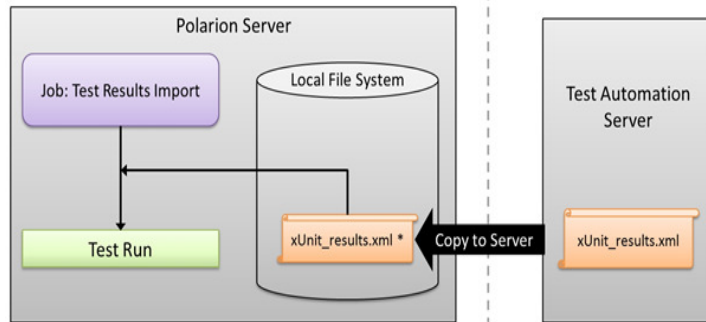 Polarion Server
Job: Test Results Import
Local File System
Test Automation
Server
xUnit_results.xml *
Copy to Server
xUnit_results.xml
Test Run